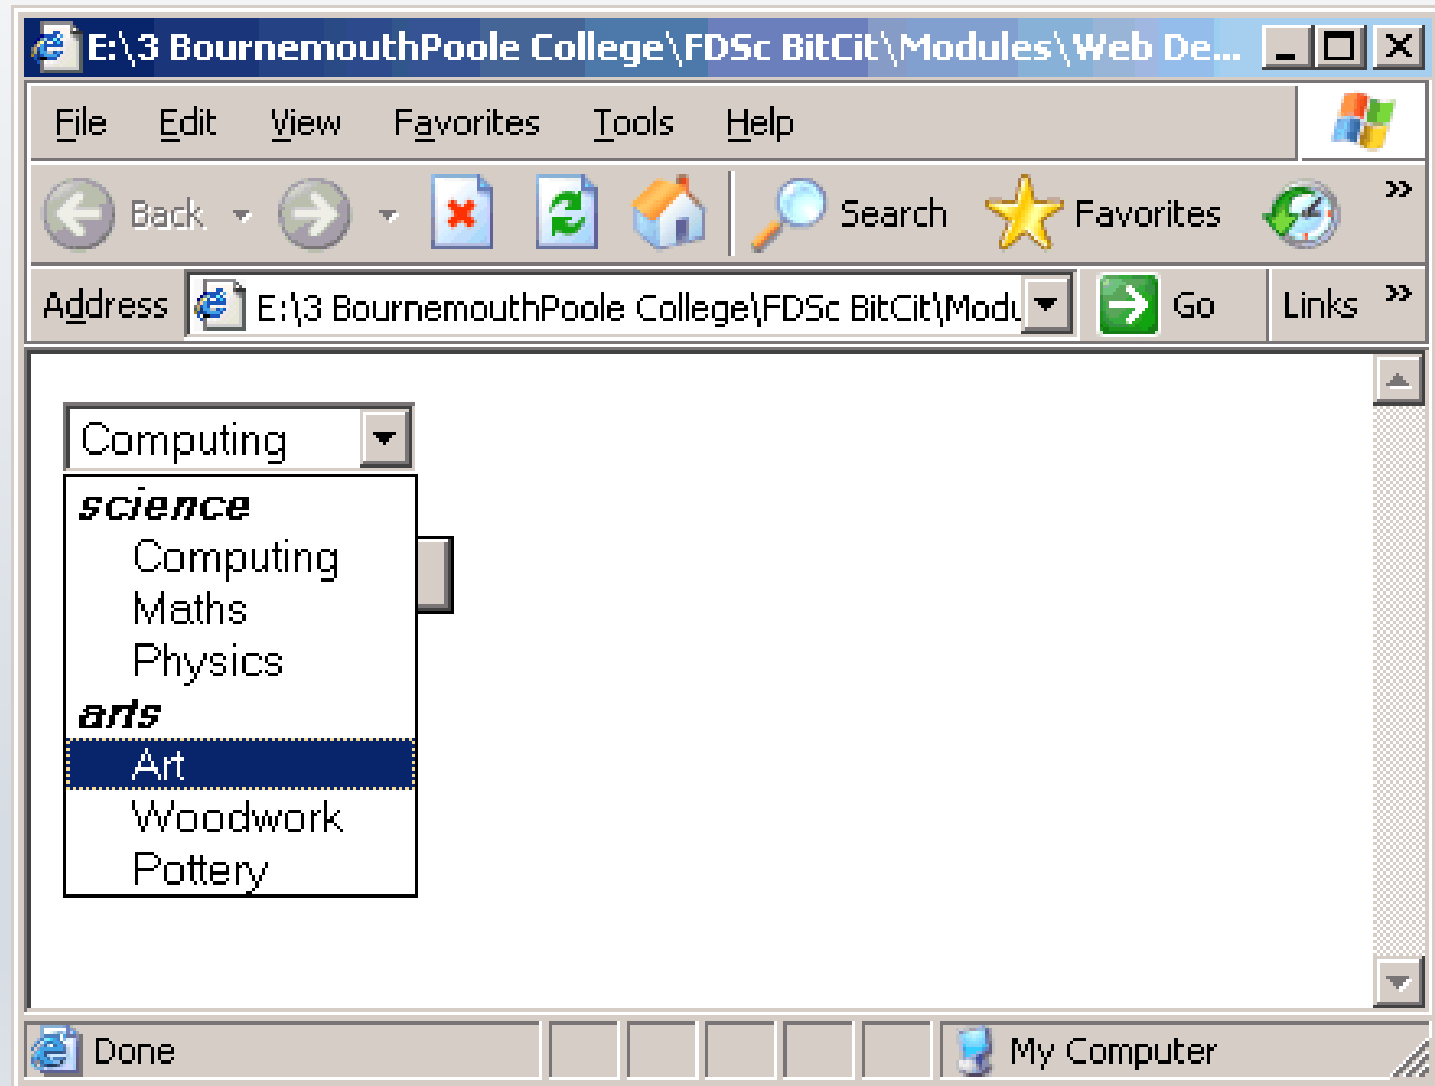 E:\3 BournemouthPoole College\FDSc BitCit\Modules\Web De...
File Edit View Favorites Tools Help
Back Search Favorites »
Address E:\3 BournemouthPoole College\FDSc BitCit\Modu Go Links »
Computing
science
Computing
Maths
Physics
arts
Art
Woodwork
Pottery
Done My Computer